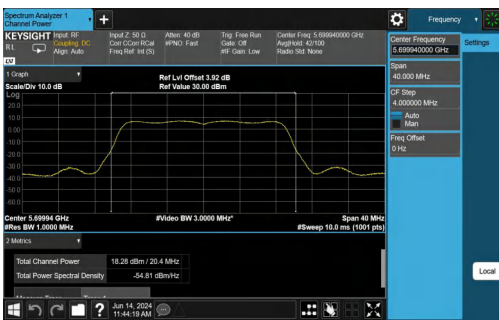 Spectrum Analyzer 1
Channel Power
Frequency
KEYSIGHT
Input: RF
Coupling: DC
Align: Auto
Input Z: 50 Ω
Corr CCorr RCal
Freq Ref: Int (S)
Atten: 40 dB
#PNO: Fast
Trig: Free Run
Gate: Off
#IF Gain: Low
Center Freq: 5.699940000 GHz
Avg|Hold: 42/100
Radio Std: None
RL
Center Frequency
5.699940000 GHz
Settings
Span
40.000 MHz
CF Step
4.000000 MHz
Auto
Man
Freq Offset
0 Hz
1 Graph
Scale/Div 10.0 dB
Ref Lvl Offset 3.92 dB
Ref Value 30.00 dBm
Log
20.0
10.0
0.00
-10.0
-20.0
-30.0
-40.0
-50.0
-60.0
Center 5.69994 GHz
#Res BW 1.0000 MHz
#Video BW 3.0000 MHz*
Span 40 MHz
#Sweep 10.0 ms (1001 pts)
2 Metrics
Total Channel Power
18.28 dBm / 20.4 MHz
Total Power Spectral Density
-54.81 dBm/Hz
Local
?
Jun 14, 2024
11:44:19 AM